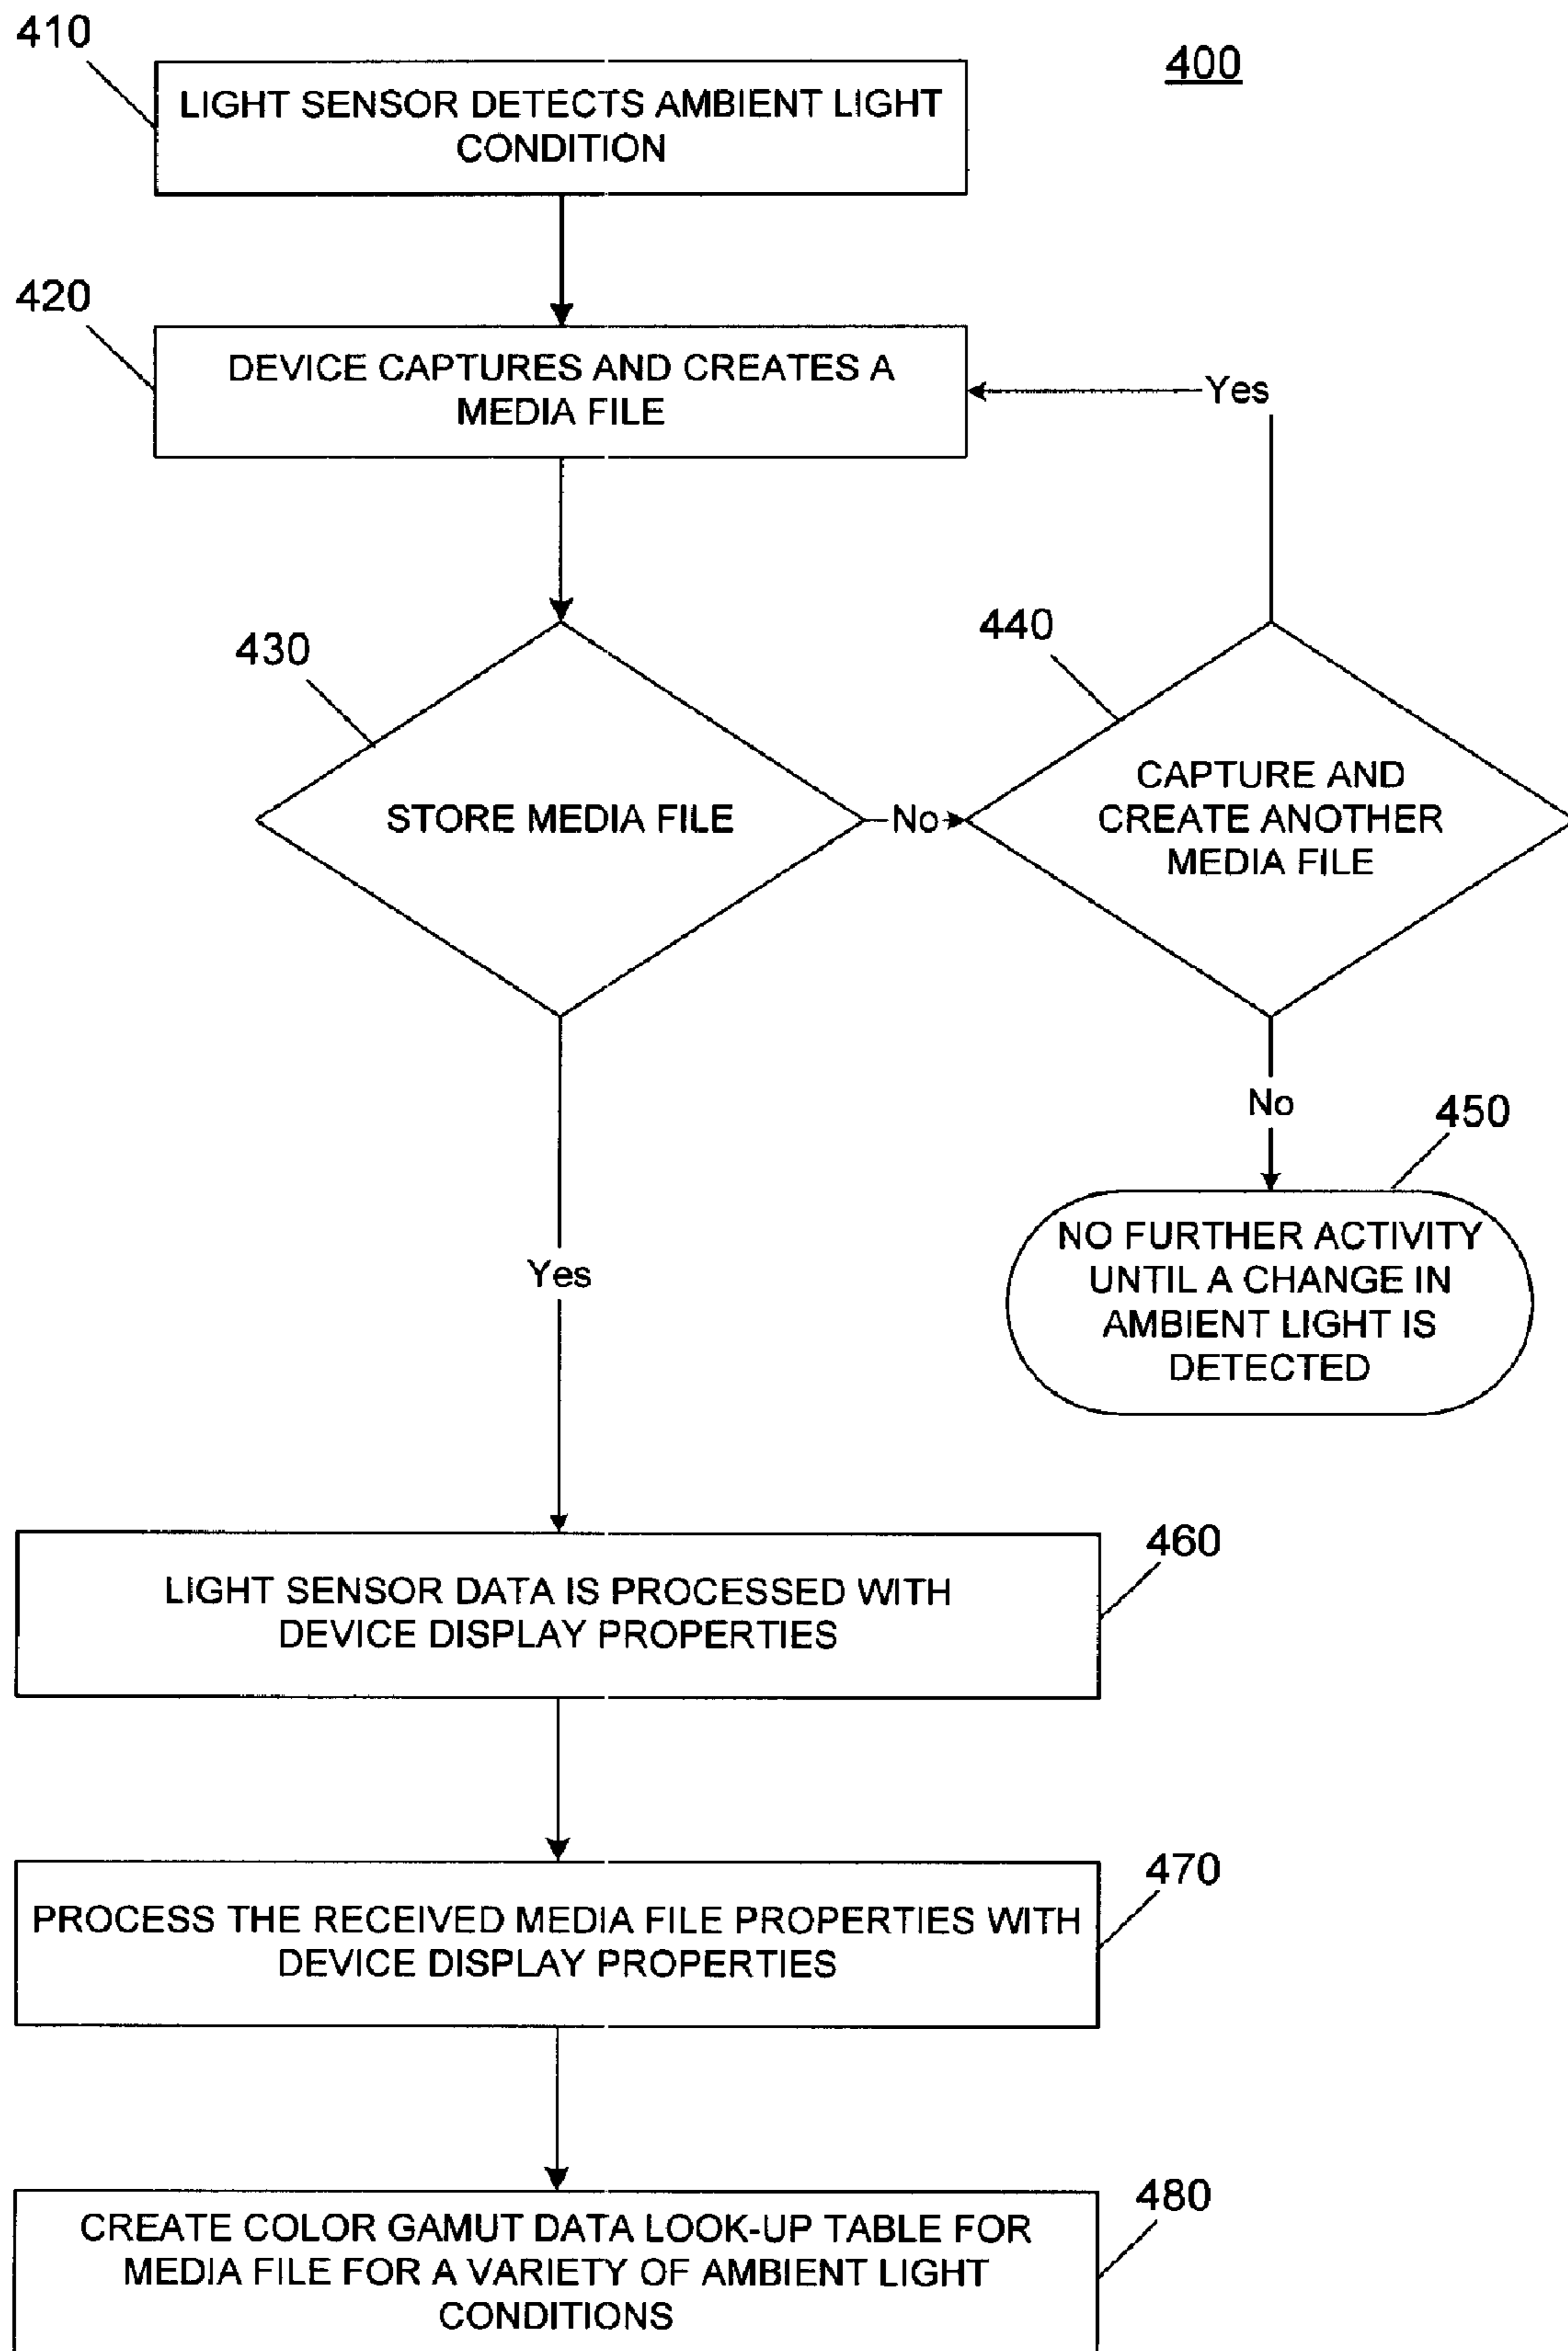 410
400
LIGHT SENSOR DETECTS AMBIENT LIGHT
CONDITION
420
DEVICE CAPTURES AND CREATES A
MEDIA FILE
Yes
430
440
STORE MEDIA FILE
No
CAPTURE AND
CREATE ANOTHER
MEDIA FILE
No
450
NO FURTHER ACTIVITY
UNTIL A CHANGE IN
AMBIENT LIGHT IS
DETECTED
Yes
460
LIGHT SENSOR DATA IS PROCESSED WITH
DEVICE DISPLAY PROPERTIES
470
PROCESS THE RECEIVED MEDIA FILE PROPERTIES WITH
DEVICE DISPLAY PROPERTIES
480
CREATE COLOR GAMUT DATA LOOK-UP TABLE FOR
MEDIA FILE FOR A VARIETY OF AMBIENT LIGHT
CONDITIONS